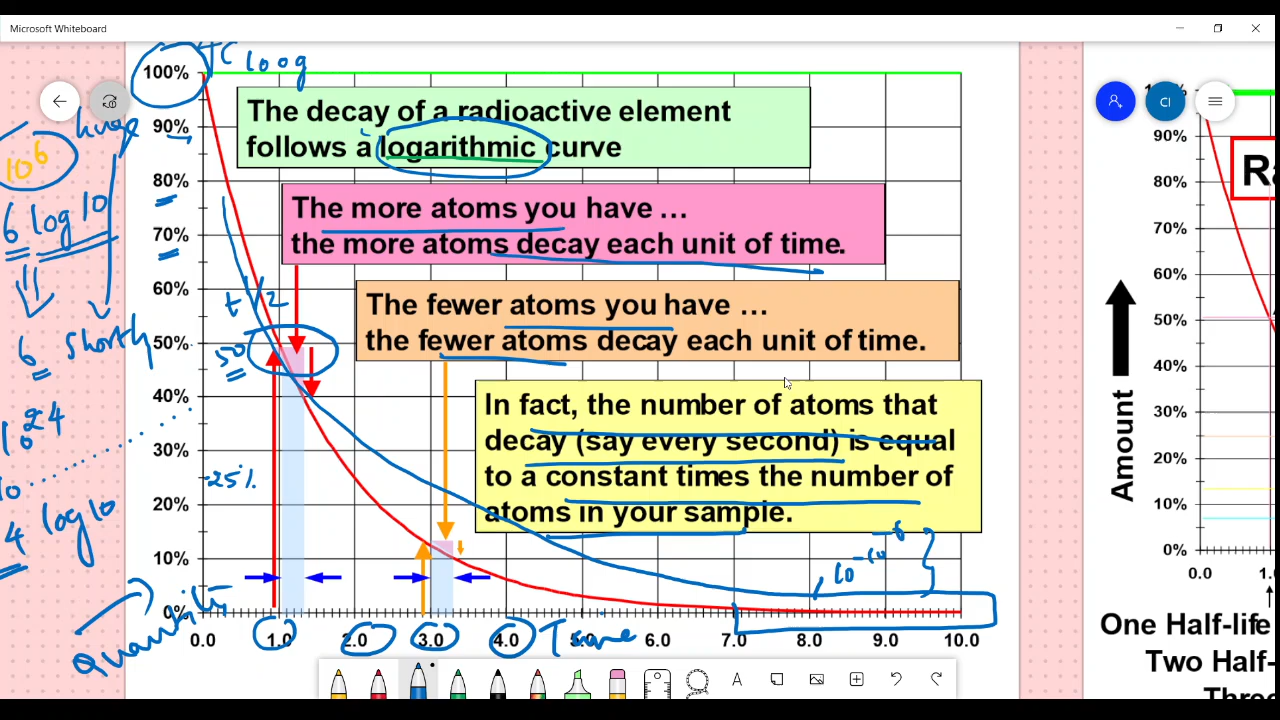 Microsoft Whiteboard
loog
100%
90%
80%
70%
60%
50%
40%
30%
20%
10%
0%
The decay of a radioactive element
follows a logarithmic curve
The more atoms you have …
the more atoms decay each unit of time.
The fewer atoms you have …
the fewer atoms decay each unit of time.
In fact, the number of atoms that
decay (say every second) is equal
to a constant times the number of
atoms in your sample.
huge
10⁶
6 log 10
6
shortly
t 1/2
50
25%
4 log 10
Quantity
0.0 1.0 2.0 3.0 4.0 5.0 6.0 7.0 8.0 9.0 10.0
Time
CI
90%
80%
70%
60%
50%
40%
30%
20%
10%
0%
Amount
0.0
One Half-life
Two Half-
A